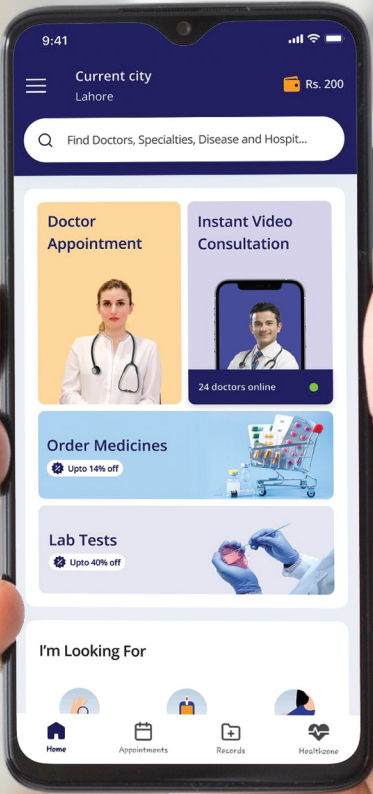 9:41
Current city
Lahore
Rs. 200
Find Doctors, Specialties, Disease and Hospit...
Doctor
Appointment
Instant Video
Consultation
24 doctors online
Order Medicines
Upto 14% off
Lab Tests
Upto 40% off
I'm Looking For
Home
Appointments
Records
Healthzone